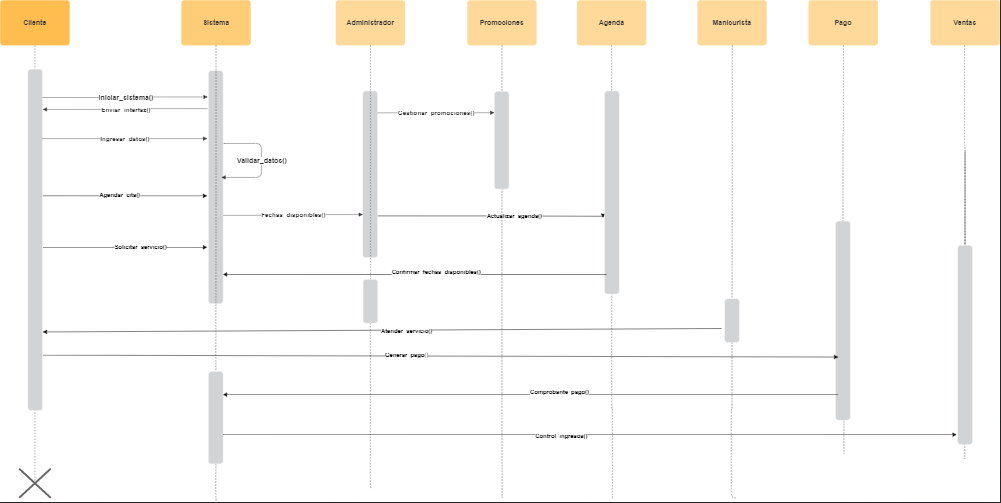 Cliente
Sistema
Administrador
Promociones
Agenda
Manicurista
Pago
Ventas
Iniciar_sistema()
Enviar interfaz()
Gestionar promociones()
Ingresar datos()
Validar_datos()
Agendar cita()
Fechas disponibles()
Actualizar agenda()
Solicitar servicio()
Confirmar fechas disponibles()
Atender servicio()
Generar pago()
Comprobante pago()
Control ingresos()